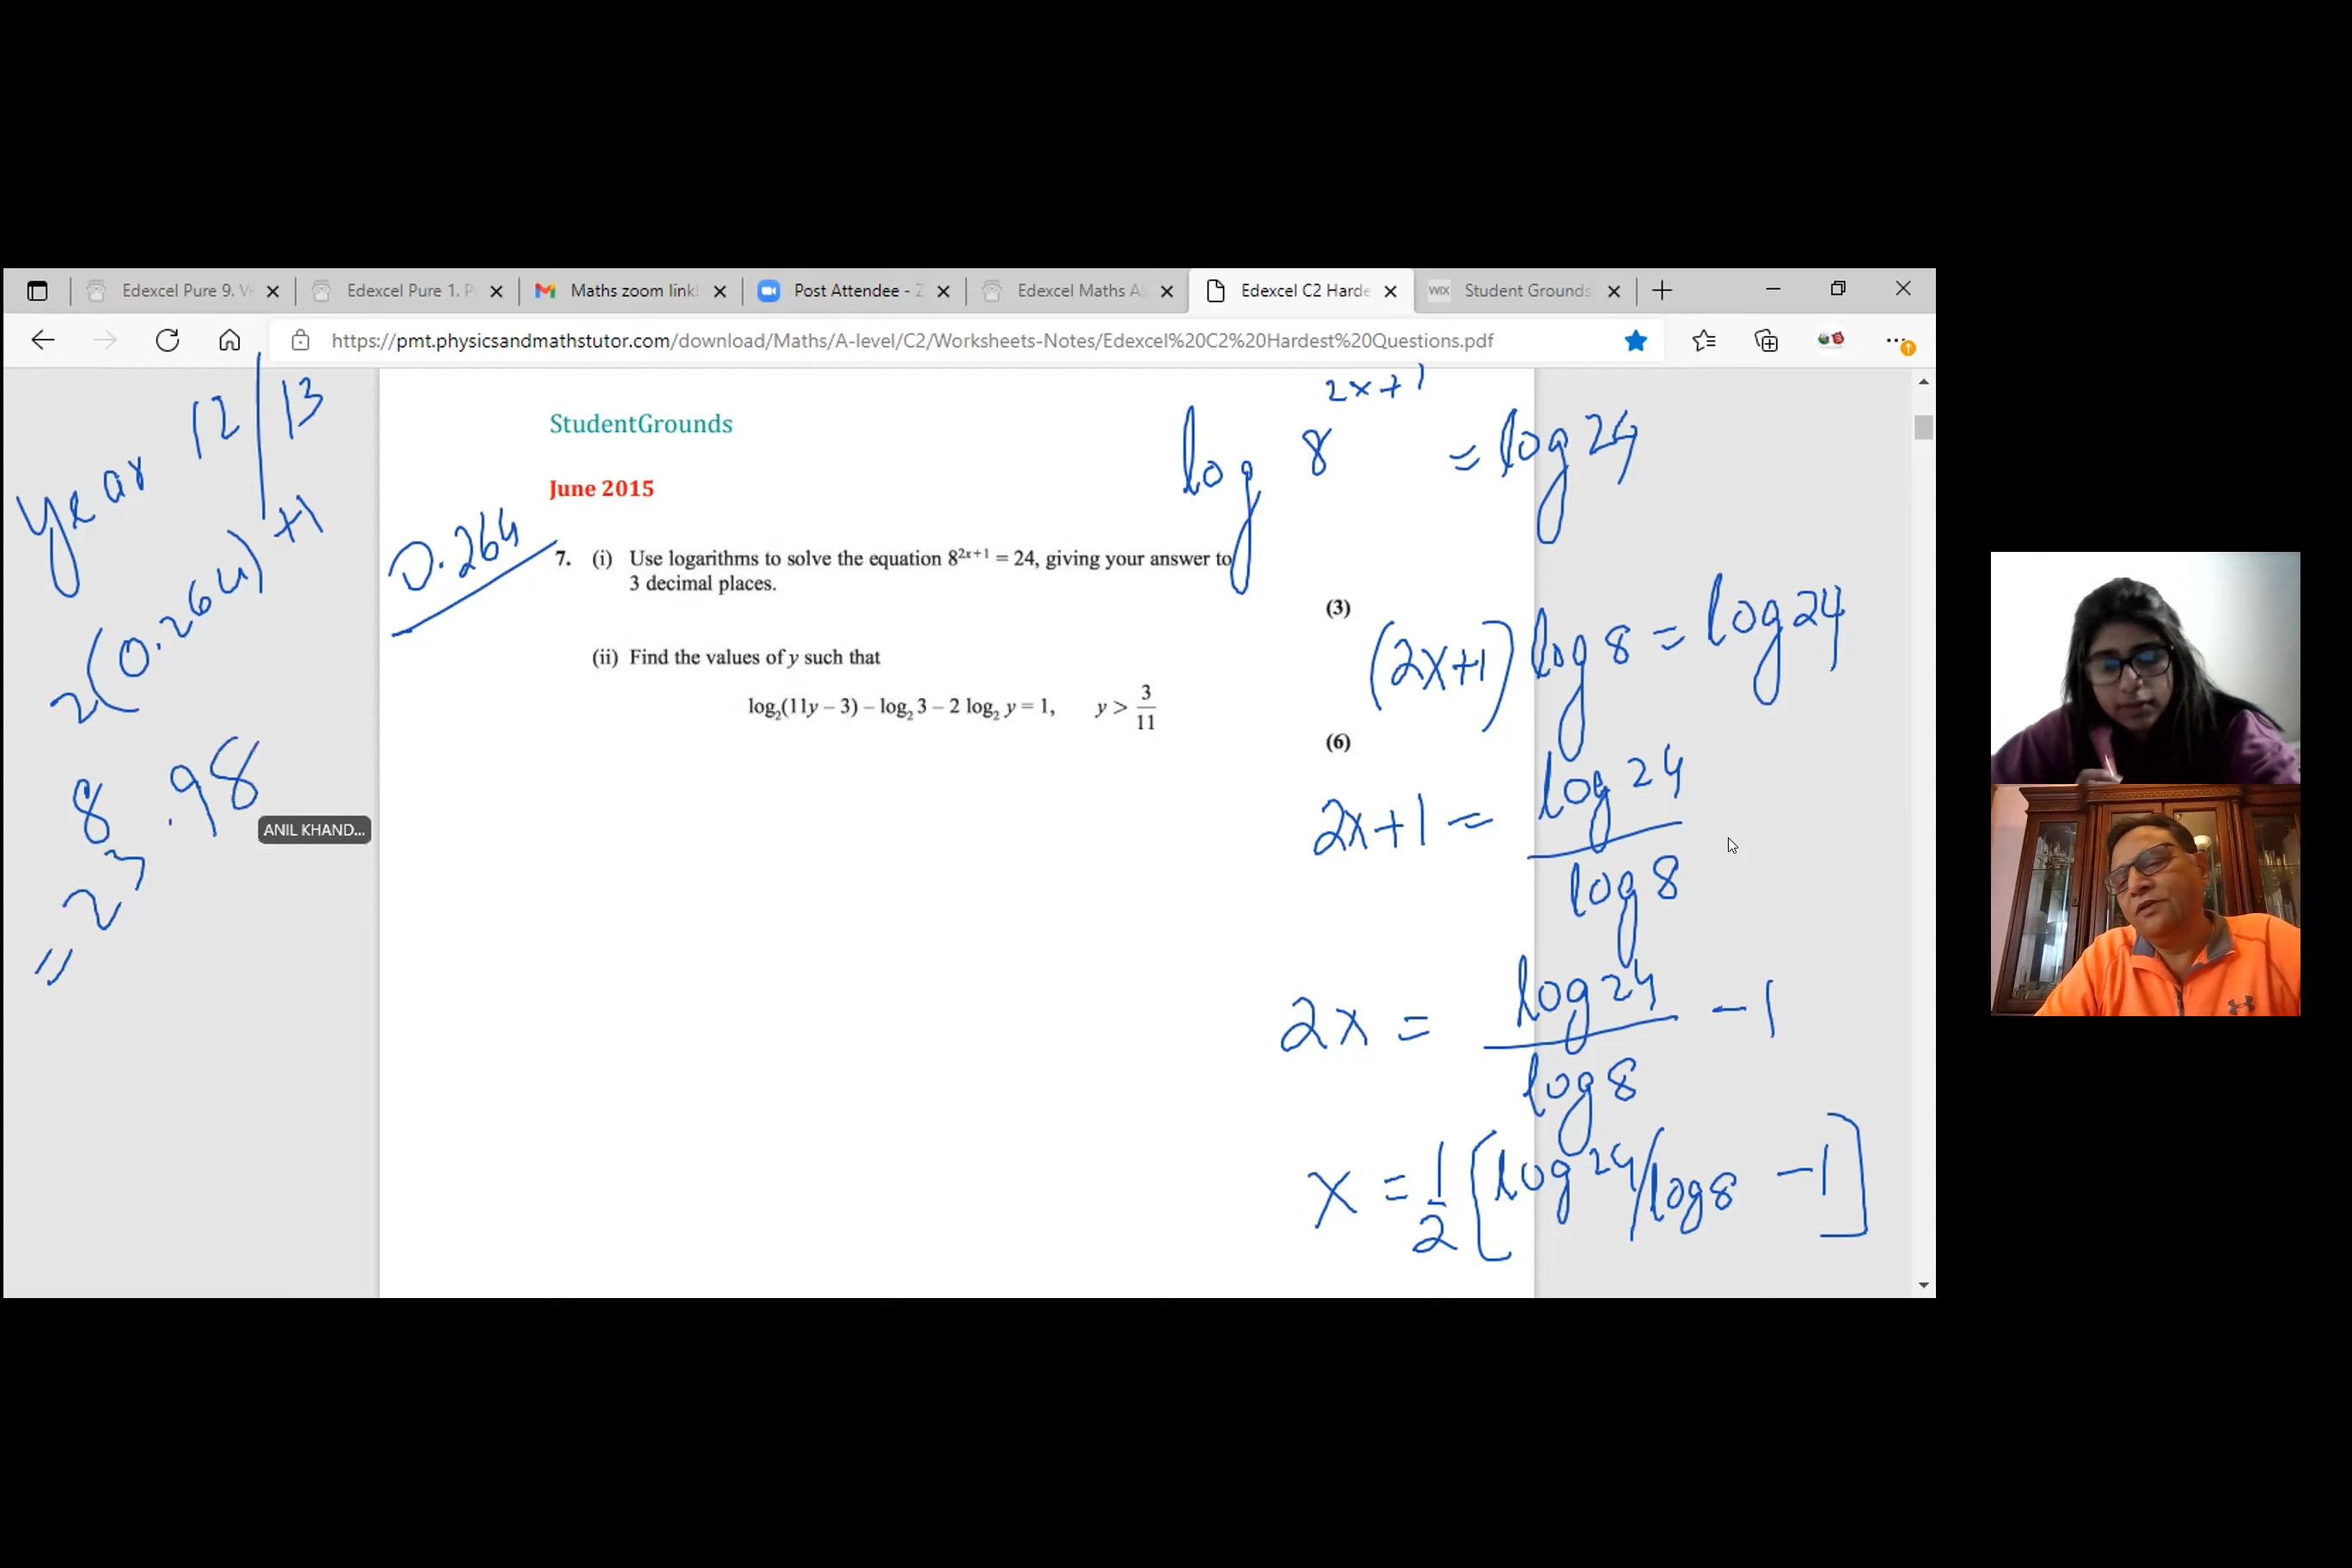 Edexcel Pure 9. V
Edexcel Pure 1. P
Maths zoom link
Post Attendee - Z
Edexcel Maths A
Edexcel C2 Harde
WIX
Student Grounds
https://pmt.physicsandmathstutor.com/download/Maths/A-level/C2/Worksheets-Notes/Edexcel%20C2%20Hardest%20Questions.pdf
year 12/13
2(0.264)+1
8
= 23.98
ANIL KHAND...
StudentGrounds
June 2015
0.264
7. (i) Use logarithms to solve the equation 8^{2x+1} = 24, giving your answer to
3 decimal places.
(3)
(ii) Find the values of y such that
log₂(11y – 3) – log₂ 3 – 2 log₂ y = 1, y > 3/11
(6)
log 8^{2x+1} = log 24
(2x+1) log 8 = log 24
2x+1 = log 24 / log 8
2x = log 24 / log 8 - 1
x = 1/2 [log 24 / log 8 - 1]